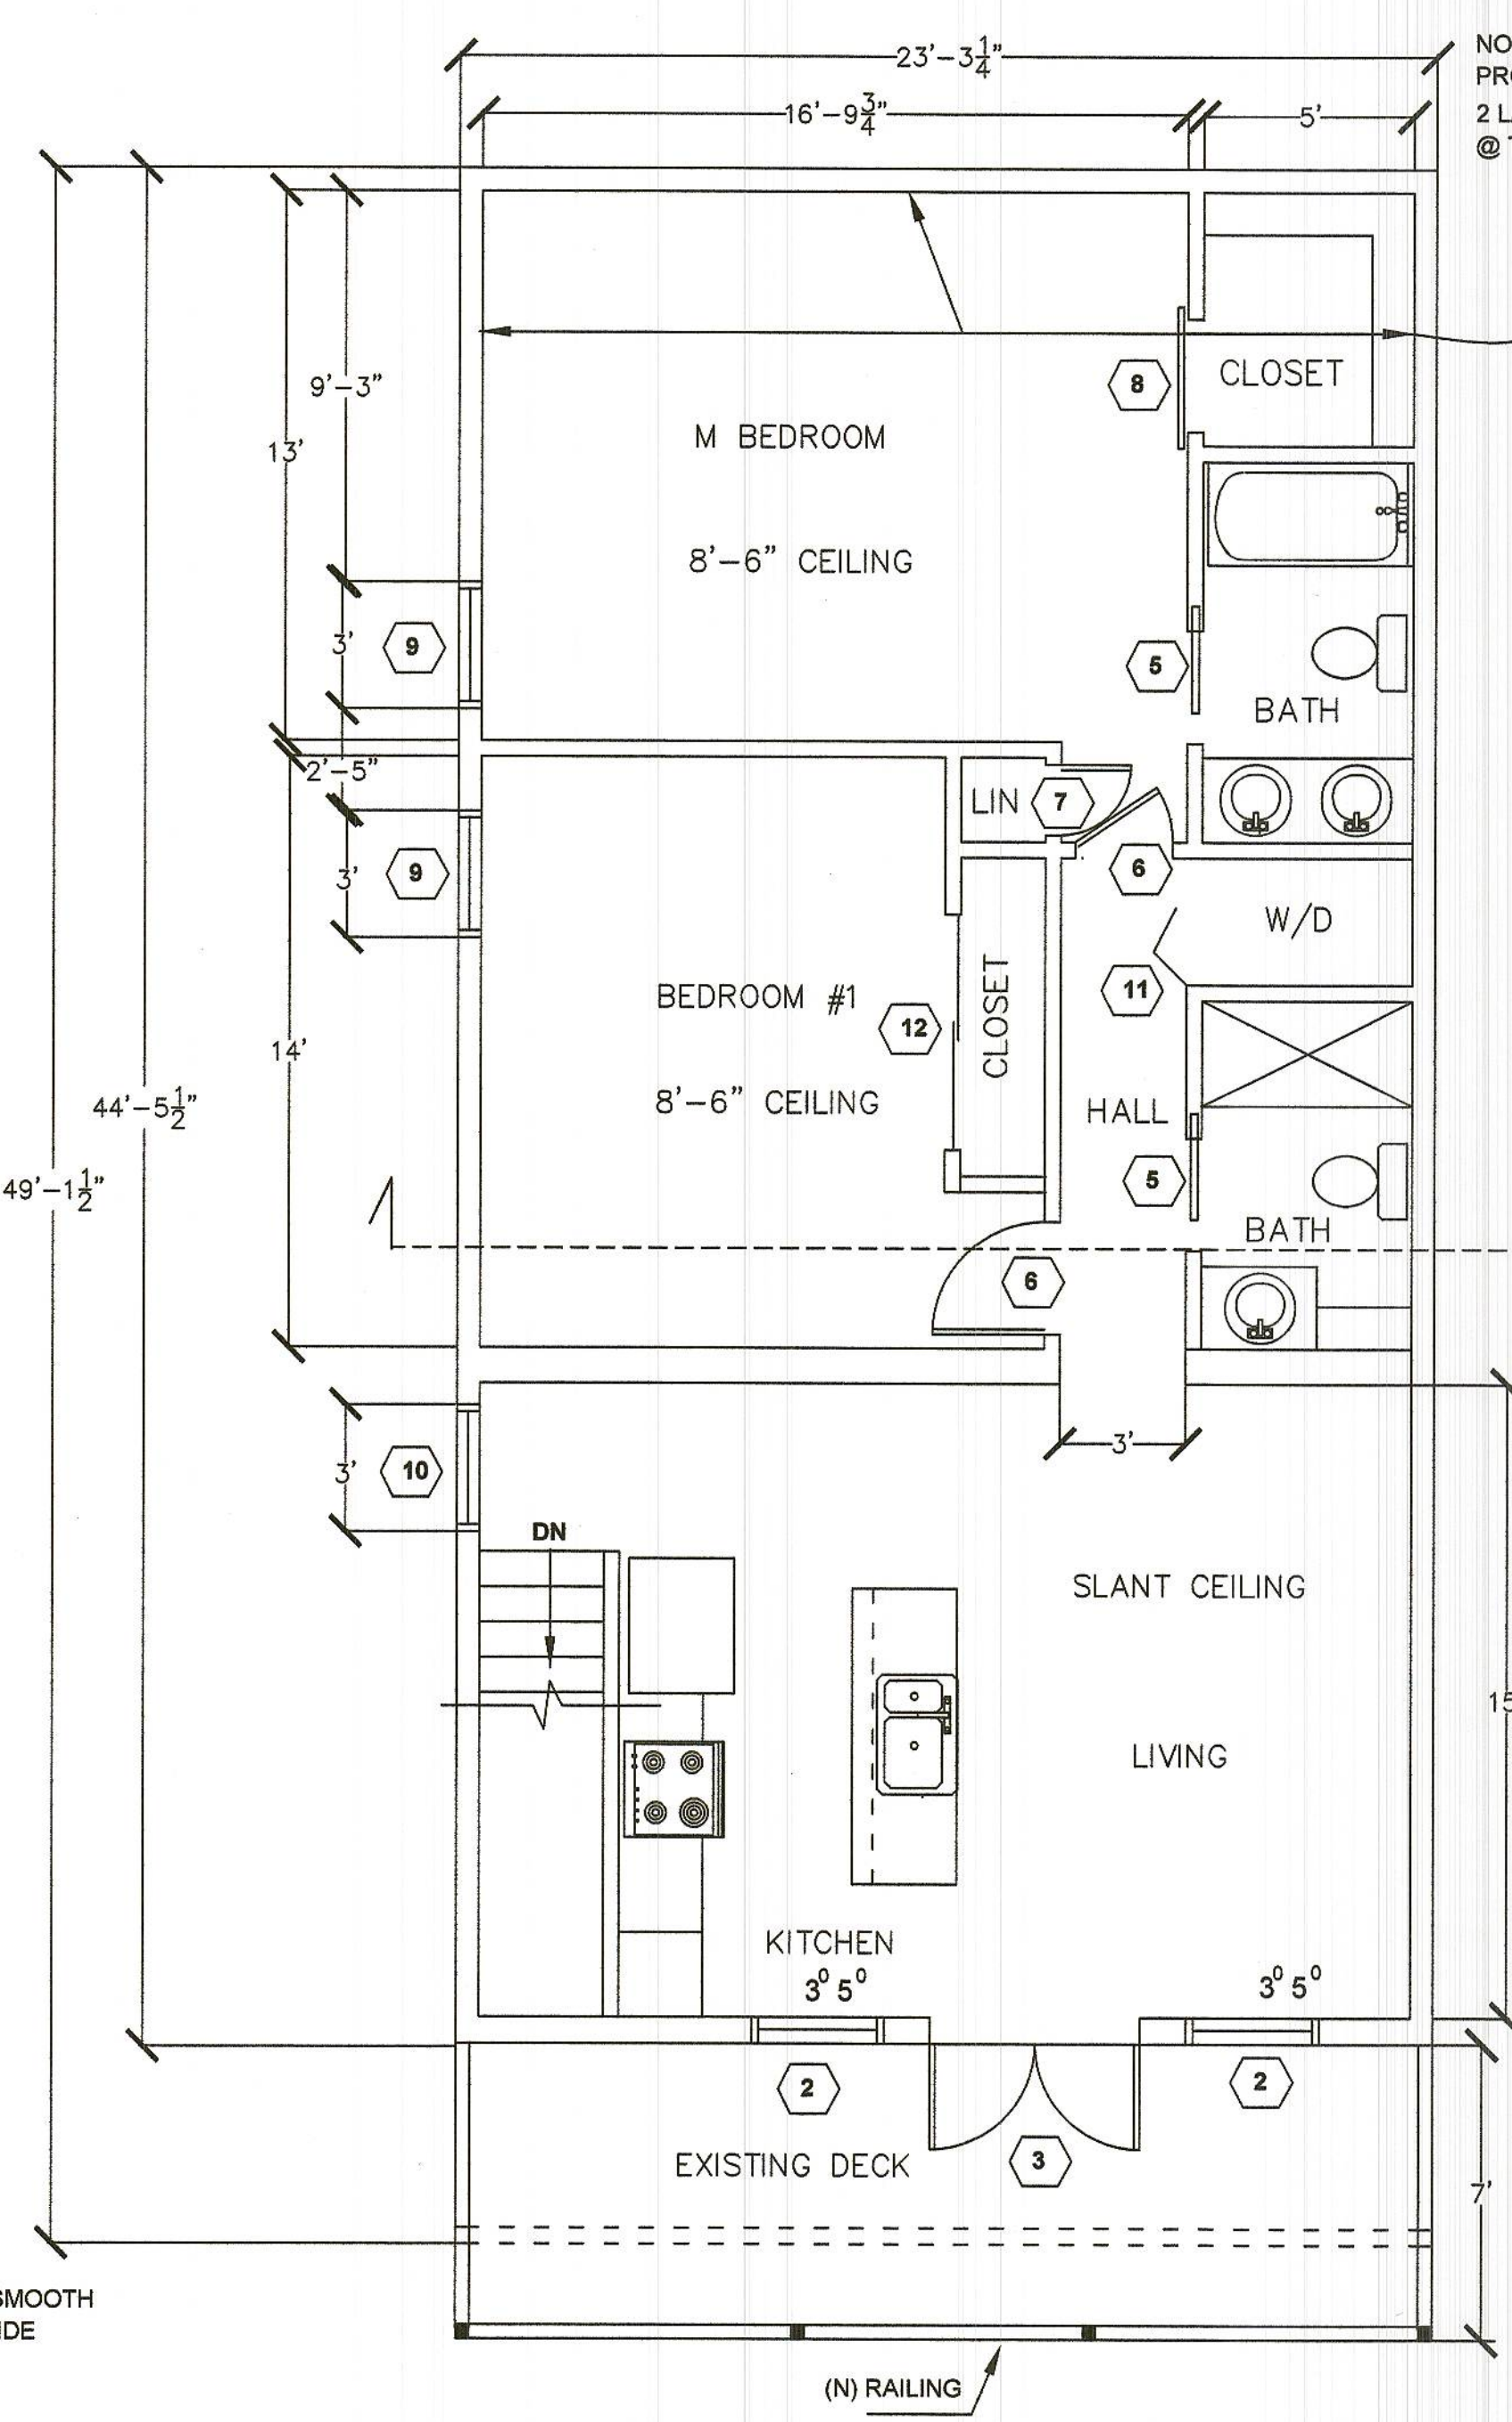 23'-3 1/4"
NO
PR
2 L
@
16'-9 3/4"
5'
9'-3"
13'
8
CLOSET
M BEDROOM
8'-6" CEILING
3'
9
5
BATH
2'-5"
LIN
7
6
3'
9
W/D
BEDROOM #1
11
12
CLOSET
14'
44'-5 1/2"
8'-6" CEILING
HALL
49'-1 1/2"
5
BATH
6
3'
3'
10
DN
SLANT CEILING
15
LIVING
KITCHEN
3⁰ 5⁰
3⁰ 5⁰
2
2
3
EXISTING DECK
7'
SMOOTH
IDE
(N) RAILING